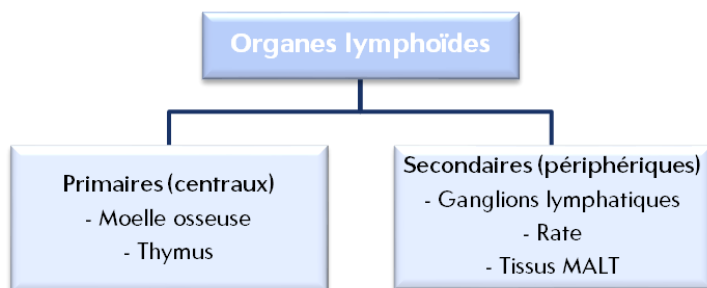 Organes lymphoïdes
Primaires (centraux)
- Moelle osseuse
- Thymus
Secondaires (périphériques)
- Ganglions lymphatiques
- Rate
- Tissus MALT